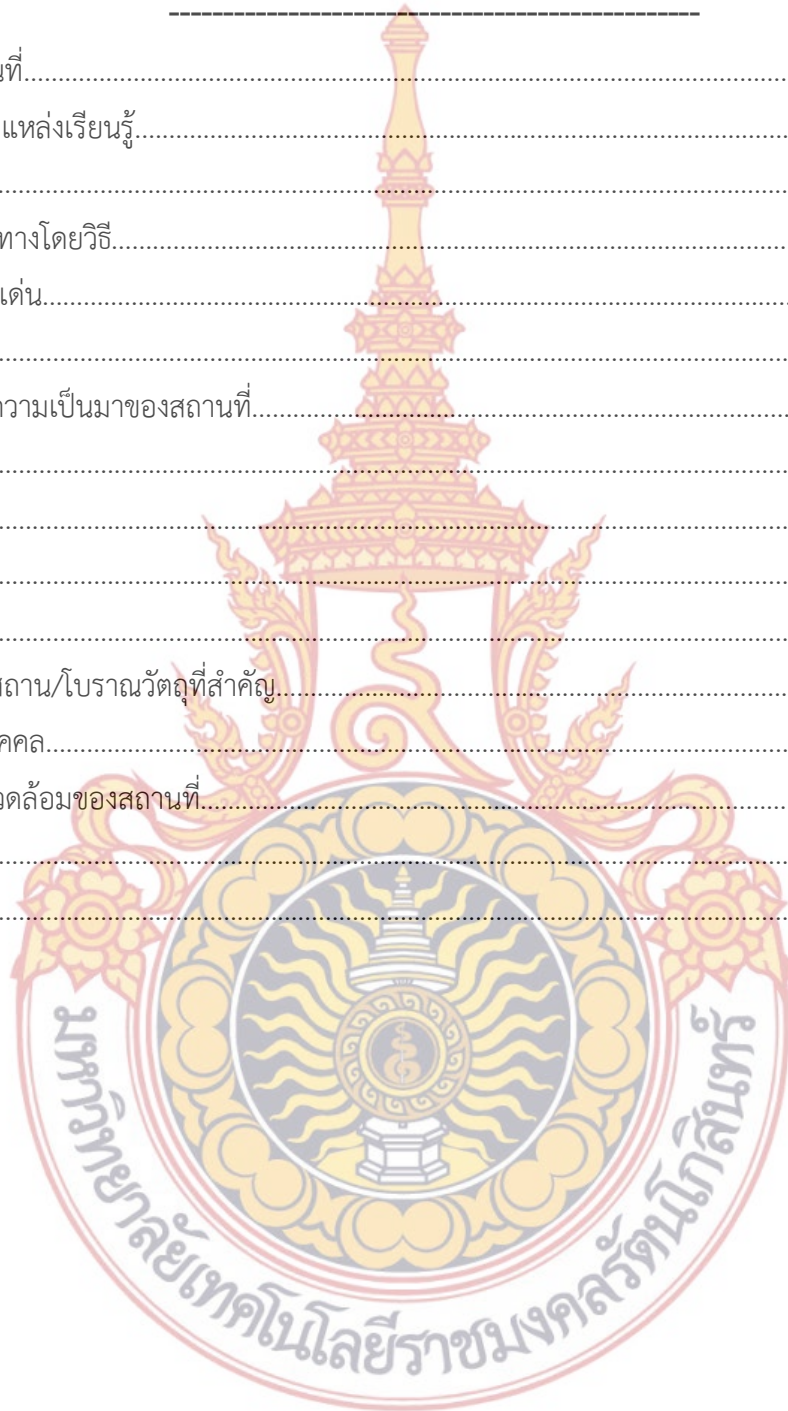 นที่........................................................................................................
แหล่งเรียนรู้........................................................................................................
........................................................................................................
ทางโดยวิธี........................................................................................................
เด่น........................................................................................................
........................................................................................................
ความเป็นมาของสถานที่........................................................................................................
........................................................................................................
........................................................................................................
........................................................................................................
........................................................................................................
สถาน/โบราณวัตถุที่สำคัญ........................................................................................................
คคล........................................................................................................
วดล้อมของสถานที่........................................................................................................
........................................................................................................
........................................................................................................
มหาวิทยาลัยเทคโนโลยีราชมงคลรัตนโกสินทร์